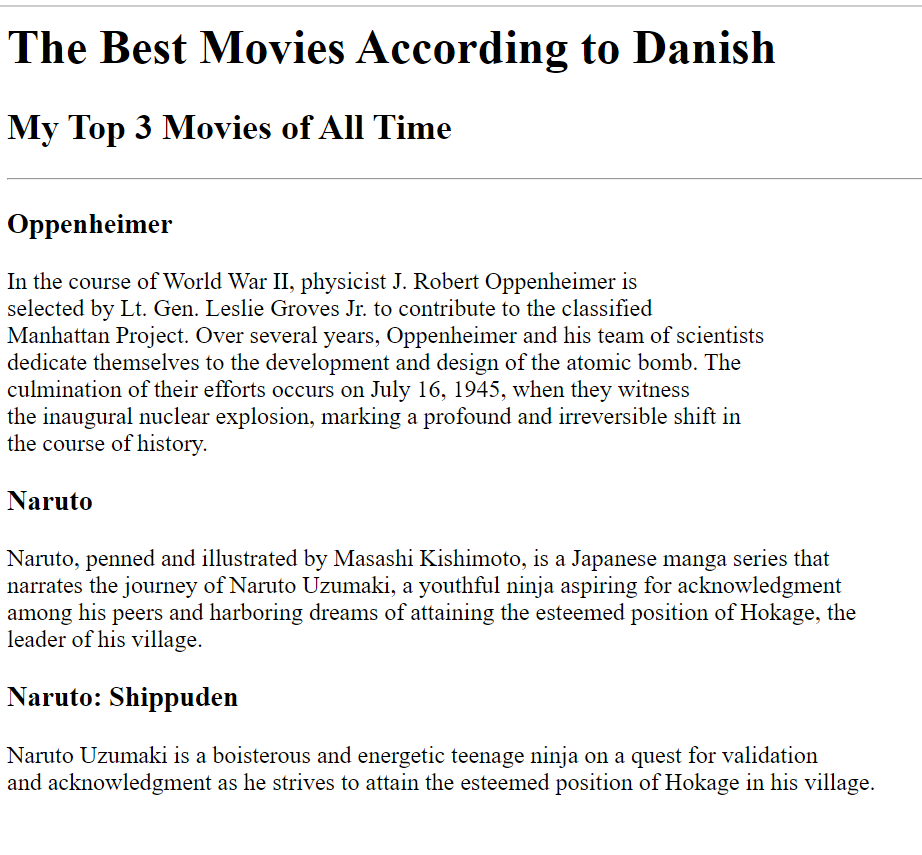 The Best Movies According to Danish
My Top 3 Movies of All Time
Oppenheimer
In the course of World War II, physicist J. Robert Oppenheimer is
selected by Lt. Gen. Leslie Groves Jr. to contribute to the classified
Manhattan Project. Over several years, Oppenheimer and his team of scientists
dedicate themselves to the development and design of the atomic bomb. The
culmination of their efforts occurs on July 16, 1945, when they witness
the inaugural nuclear explosion, marking a profound and irreversible shift in
the course of history.
Naruto
Naruto, penned and illustrated by Masashi Kishimoto, is a Japanese manga series that
narrates the journey of Naruto Uzumaki, a youthful ninja aspiring for acknowledgment
among his peers and harboring dreams of attaining the esteemed position of Hokage, the
leader of his village.
Naruto: Shippuden
Naruto Uzumaki is a boisterous and energetic teenage ninja on a quest for validation
and acknowledgment as he strives to attain the esteemed position of Hokage in his village.